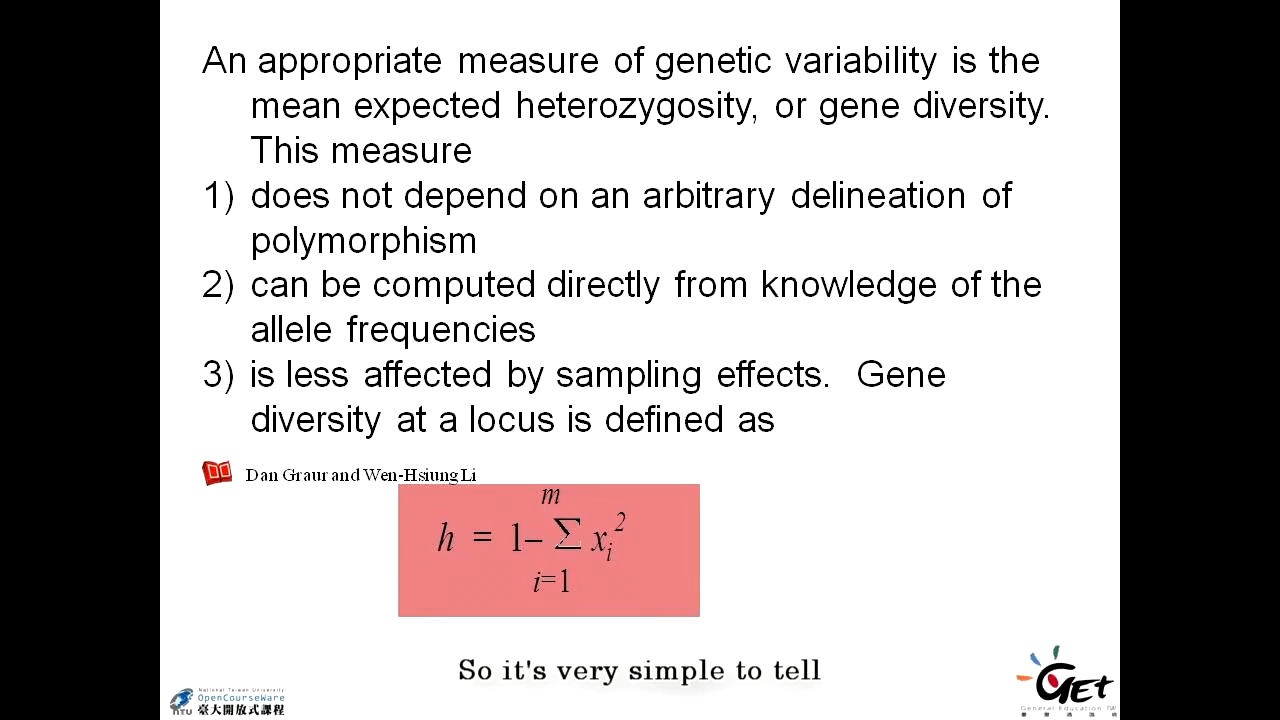 An appropriate measure of genetic variability is the
mean expected heterozygosity, or gene diversity.
This measure
1) does not depend on an arbitrary delineation of
polymorphism
2) can be computed directly from knowledge of the
allele frequencies
3) is less affected by sampling effects. Gene
diversity at a locus is defined as
Dan Graur and Wen-Hsiung Li
m
h = 1– Σ xᵢ²
i=1
So it's very simple to tell
National Taiwan University
OpenCourseWare
NTU 臺大開放式課程
GET
General Education TW